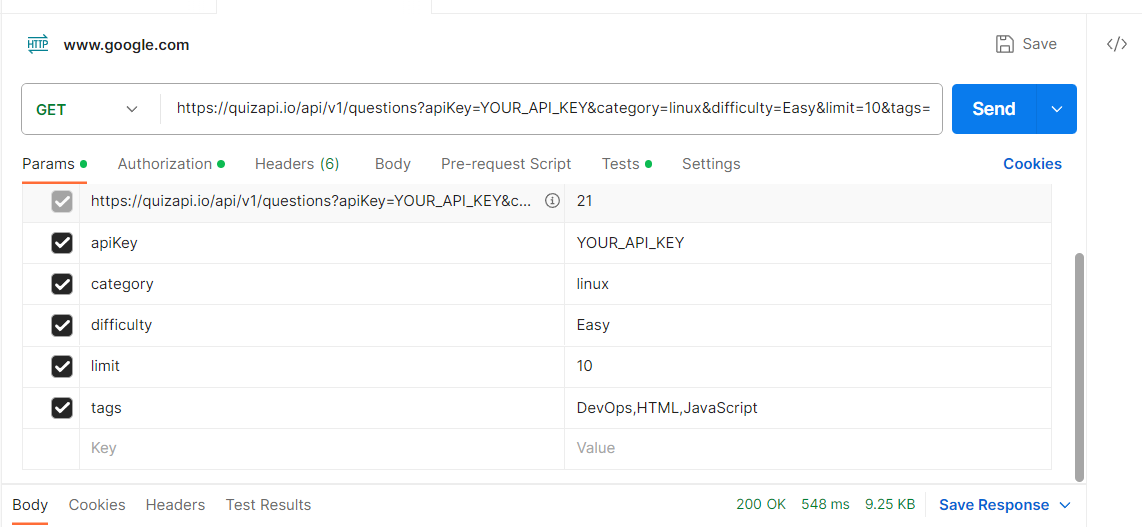 HTTP www.google.com Save </>
GET https://quizapi.io/api/v1/questions?apiKey=YOUR_API_KEY&category=linux&difficulty=Easy&limit=10&tags= Send
Params Authorization Headers (6) Body Pre-request Script Tests Settings Cookies
https://quizapi.io/api/v1/questions?apiKey=YOUR_API_KEY&c... 21
apiKey YOUR_API_KEY
category linux
difficulty Easy
limit 10
tags DevOps,HTML,JavaScript
Key Value
Body Cookies Headers Test Results 200 OK 548 ms 9.25 KB Save Response